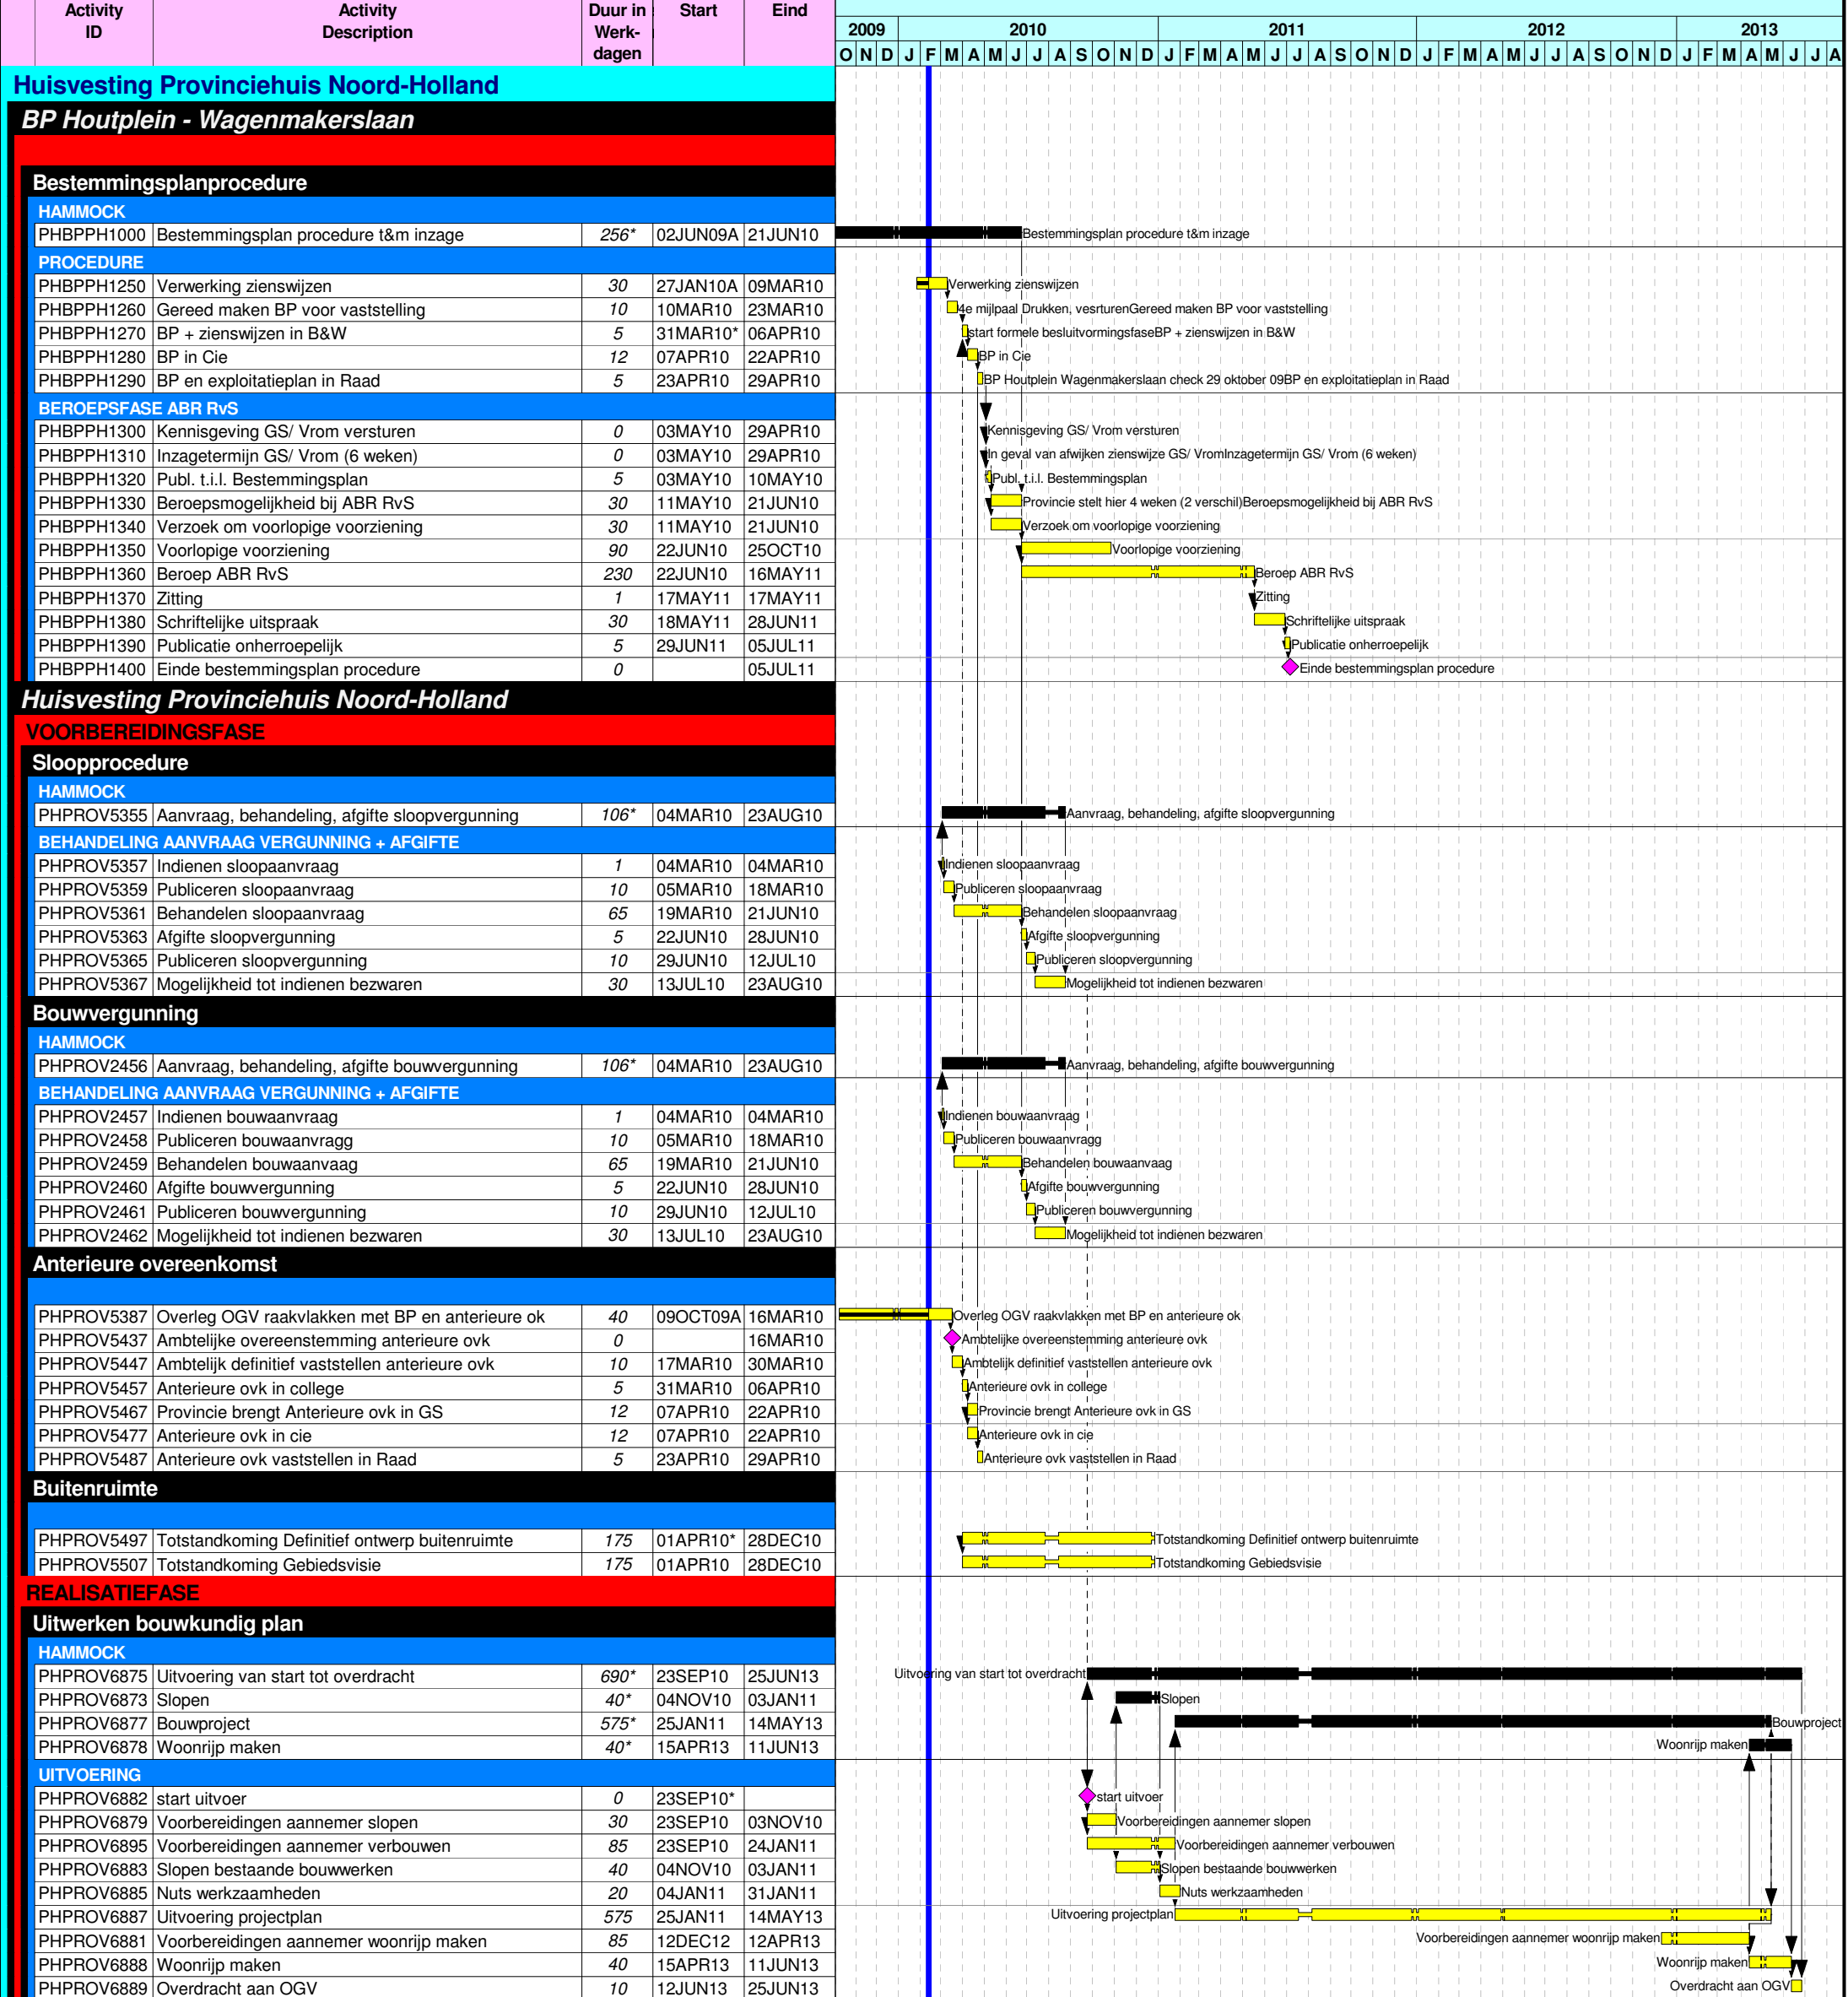 Activity ID Activity Description Duur in Werk- dagen Start Eind
2009 2010 2011 2012 2013
O N D J F M A M J J A S O N D J F M A M J J A S O N D J F M A M J J A S O N D J F M A M J J A
Huisvesting Provinciehuis Noord-Holland
BP Houtplein - Wagenmakerslaan
Bestemmingsplanprocedure
HAMMOCK
PHBPPH1000 Bestemmingsplan procedure t&m inzage 256* 02JUN09A 21JUN10 Bestemmingsplan procedure t&m inzage
PROCEDURE
PHBPPH1250 Verwerking zienswijzen 30 27JAN10A 09MAR10 Verwerking zienswijzen
PHBPPH1260 Gereed maken BP voor vaststelling 10 10MAR10 23MAR10 4e mijlpaal Drukken, vesrturenGereed maken BP voor vaststelling
PHBPPH1270 BP + zienswijzen in B&W 5 31MAR10* 06APR10 start formele besluitvormingsfaseBP + zienswijzen in B&W
PHBPPH1280 BP in Cie 12 07APR10 22APR10 BP in Cie
PHBPPH1290 BP en exploitatieplan in Raad 5 23APR10 29APR10 BP Houtplein Wagenmakerslaan check 29 oktober 09BP en exploitatieplan in Raad
BEROEPSFASE ABR RvS
PHBPPH1300 Kennisgeving GS/ Vrom versturen 0 03MAY10 29APR10 Kennisgeving GS/ Vrom versturen
PHBPPH1310 Inzagetermijn GS/ Vrom (6 weken) 0 03MAY10 29APR10 In geval van afwijken zienswijze GS/ VromInzagetermijn GS/ Vrom (6 weken)
PHBPPH1320 Publ. t.i.l. Bestemmingsplan 5 03MAY10 10MAY10 Publ. t.i.l. Bestemmingsplan
PHBPPH1330 Beroepsmogelijkheid bij ABR RvS 30 11MAY10 21JUN10 Provincie stelt hier 4 weken (2 verschil)Beroepsmogelijkheid bij ABR RvS
PHBPPH1340 Verzoek om voorlopige voorziening 30 11MAY10 21JUN10 Verzoek om voorlopige voorziening
PHBPPH1350 Voorlopige voorziening 90 22JUN10 25OCT10 Voorlopige voorziening
PHBPPH1360 Beroep ABR RvS 230 22JUN10 16MAY11 Beroep ABR RvS
PHBPPH1370 Zitting 1 17MAY11 17MAY11 Zitting
PHBPPH1380 Schriftelijke uitspraak 30 18MAY11 28JUN11 Schriftelijke uitspraak
PHBPPH1390 Publicatie onherroepelijk 5 29JUN11 05JUL11 Publicatie onherroepelijk
PHBPPH1400 Einde bestemmingsplan procedure 0 05JUL11 Einde bestemmingsplan procedure
Huisvesting Provinciehuis Noord-Holland
VOORBEREIDINGSFASE
Sloopprocedure
HAMMOCK
PHPROV5355 Aanvraag, behandeling, afgifte sloopvergunning 106* 04MAR10 23AUG10 Aanvraag, behandeling, afgifte sloopvergunning
BEHANDELING AANVRAAG VERGUNNING + AFGIFTE
PHPROV5357 Indienen sloopaanvraag 1 04MAR10 04MAR10 Indienen sloopaanvraag
PHPROV5359 Publiceren sloopaanvraag 10 05MAR10 18MAR10 Publiceren sloopaanvraag
PHPROV5361 Behandelen sloopaanvraag 65 19MAR10 21JUN10 Behandelen sloopaanvraag
PHPROV5363 Afgifte sloopvergunning 5 22JUN10 28JUN10 Afgifte sloopvergunning
PHPROV5365 Publiceren sloopvergunning 10 29JUN10 12JUL10 Publiceren sloopvergunning
PHPROV5367 Mogelijkheid tot indienen bezwaren 30 13JUL10 23AUG10 Mogelijkheid tot indienen bezwaren
Bouwvergunning
HAMMOCK
PHPROV2456 Aanvraag, behandeling, afgifte bouwvergunning 106* 04MAR10 23AUG10 Aanvraag, behandeling, afgifte bouwvergunning
BEHANDELING AANVRAAG VERGUNNING + AFGIFTE
PHPROV2457 Indienen bouwaanvraag 1 04MAR10 04MAR10 Indienen bouwaanvraag
PHPROV2458 Publiceren bouwaanvragg 10 05MAR10 18MAR10 Publiceren bouwaanvragg
PHPROV2459 Behandelen bouwaanvaag 65 19MAR10 21JUN10 Behandelen bouwaanvaag
PHPROV2460 Afgifte bouwvergunning 5 22JUN10 28JUN10 Afgifte bouwvergunning
PHPROV2461 Publiceren bouwvergunning 10 29JUN10 12JUL10 Publiceren bouwvergunning
PHPROV2462 Mogelijkheid tot indienen bezwaren 30 13JUL10 23AUG10 Mogelijkheid tot indienen bezwaren
Anterieure overeenkomst
PHPROV5387 Overleg OGV raakvlakken met BP en anterieure ok 40 09OCT09A 16MAR10 Overleg OGV raakvlakken met BP en anterieure ok
PHPROV5437 Ambtelijke overeenstemming anterieure ovk 0 16MAR10 Ambtelijke overeenstemming anterieure ovk
PHPROV5447 Ambtelijk definitief vaststellen anterieure ovk 10 17MAR10 30MAR10 Ambtelijk definitief vaststellen anterieure ovk
PHPROV5457 Anterieure ovk in college 5 31MAR10 06APR10 Anterieure ovk in college
PHPROV5467 Provincie brengt Anterieure ovk in GS 12 07APR10 22APR10 Provincie brengt Anterieure ovk in GS
PHPROV5477 Anterieure ovk in cie 12 07APR10 22APR10 Anterieure ovk in cie
PHPROV5487 Anterieure ovk vaststellen in Raad 5 23APR10 29APR10 Anterieure ovk vaststellen in Raad
Buitenruimte
PHPROV5497 Totstandkoming Definitief ontwerp buitenruimte 175 01APR10* 28DEC10 Totstandkoming Definitief ontwerp buitenruimte
PHPROV5507 Totstandkoming Gebiedsvisie 175 01APR10 28DEC10 Totstandkoming Gebiedsvisie
REALISATIEFASE
Uitwerken bouwkundig plan
HAMMOCK
PHPROV6875 Uitvoering van start tot overdracht 690* 23SEP10 25JUN13 Uitvoering van start tot overdracht
PHPROV6873 Slopen 40* 04NOV10 03JAN11 Slopen
PHPROV6877 Bouwproject 575* 25JAN11 14MAY13 Bouwproject
PHPROV6878 Woonrijp maken 40* 15APR13 11JUN13 Woonrijp maken
UITVOERING
PHPROV6882 start uitvoer 0 23SEP10* start uitvoer
PHPROV6879 Voorbereidingen aannemer slopen 30 23SEP10 03NOV10 Voorbereidingen aannemer slopen
PHPROV6895 Voorbereidingen aannemer verbouwen 85 23SEP10 24JAN11 Voorbereidingen aannemer verbouwen
PHPROV6883 Slopen bestaande bouwwerken 40 04NOV10 03JAN11 Slopen bestaande bouwwerken
PHPROV6885 Nuts werkzaamheden 20 04JAN11 31JAN11 Nuts werkzaamheden
PHPROV6887 Uitvoering projectplan 575 25JAN11 14MAY13 Uitvoering projectplan
PHPROV6881 Voorbereidingen aannemer woonrijp maken 85 12DEC12 12APR13 Voorbereidingen aannemer woonrijp maken
PHPROV6888 Woonrijp maken 40 15APR13 11JUN13 Woonrijp maken
PHPROV6889 Overdracht aan OGV 10 12JUN13 25JUN13 Overdracht aan OGV